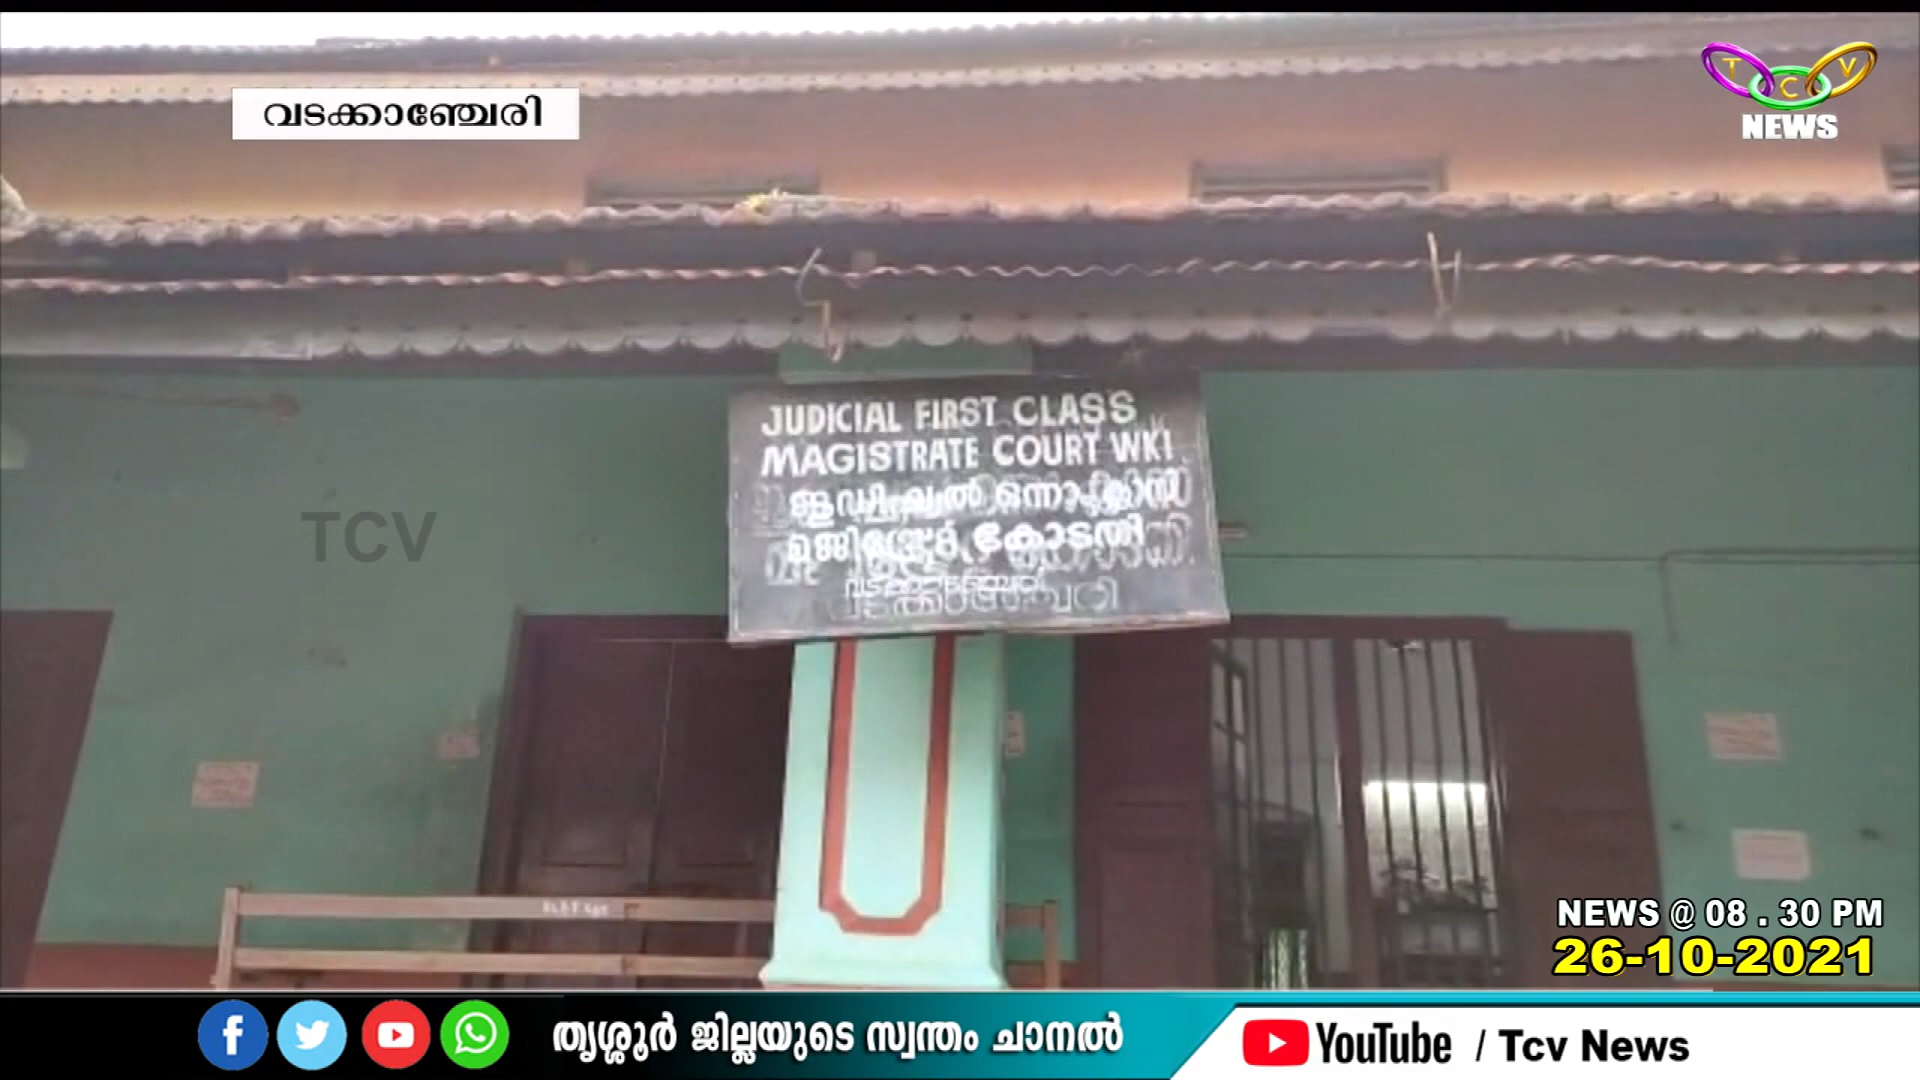 വടക്കാഞ്ചേരി
T C V
NEWS
JUDICIAL FIRST CLASS
MAGISTRATE COURT WKI
കോടതി
TCV
NEWS @ 08 . 30 PM
26-10-2021
തൃശ്ശൂർ ജില്ലയുടെ സ്വന്തം ചാനൽ
YouTube / Tcv News